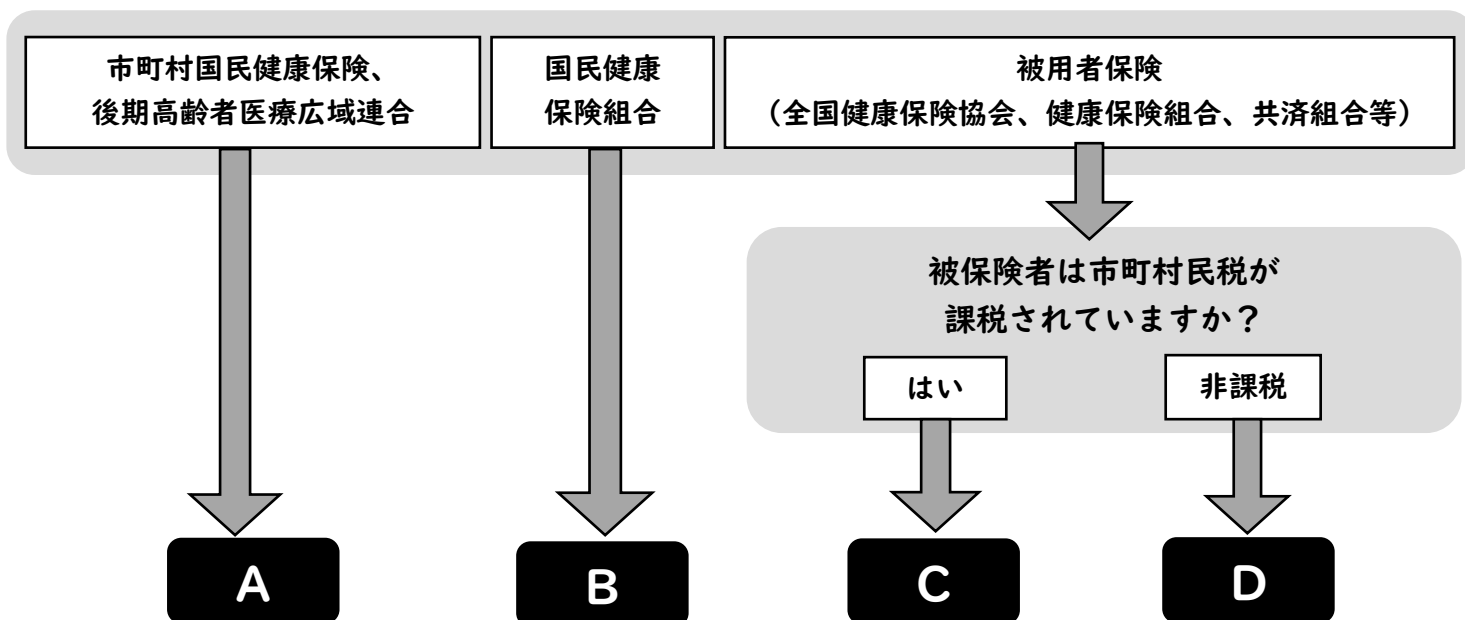 市町村国民健康保険、
後期高齢者医療広域連合
国民健康
保険組合
被用者保険
（全国健康保険協会、健康保険組合、共済組合等）
被保険者は市町村民税が
課税されていますか？
はい
非課税
A
B
C
D